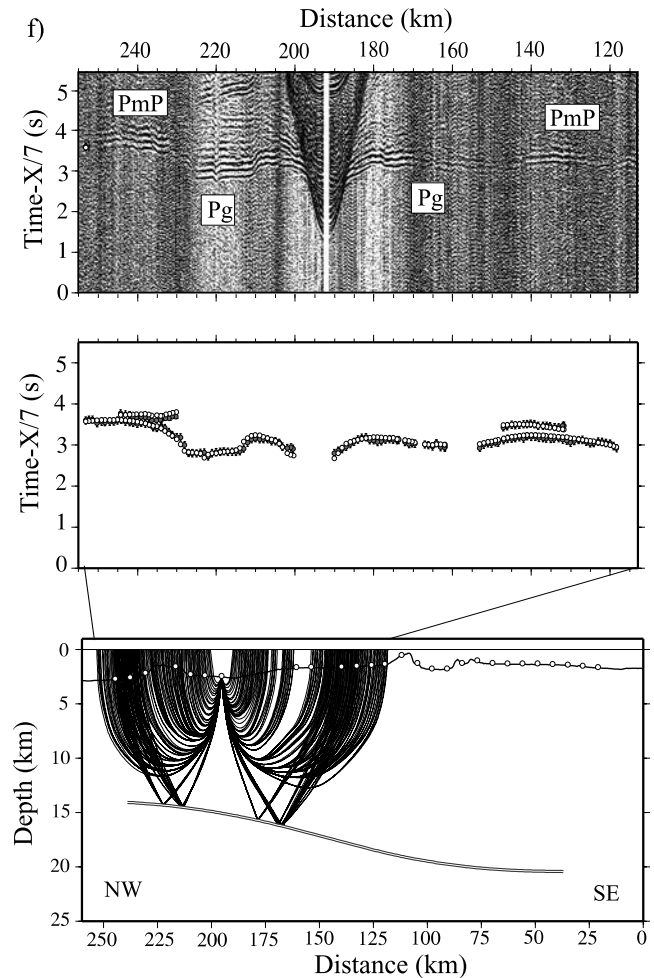 f)
Distance (km)
240 220 200 180 160 140 120
Time-X/7 (s)
5
4
3
2
1
0
PmP
PmP
Pg
Pg
Time-X/7 (s)
5
4
3
2
1
0
Depth (km)
0
5
10
15
20
25
NW
SE
250 225 200 175 150 125 100 75 50 25 0
Distance (km)